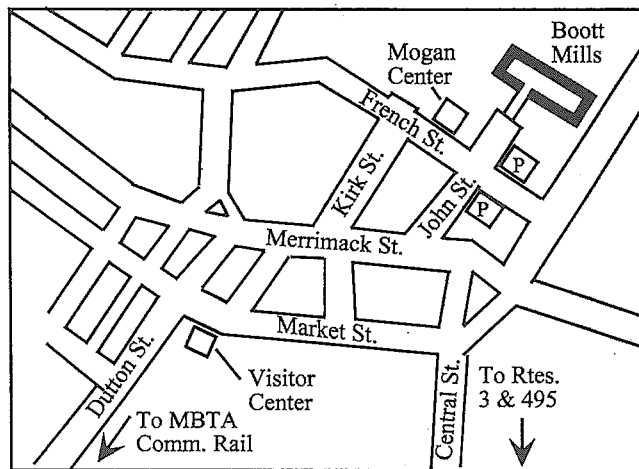 Boott
Mills
Mogan
Center
French St.
P
Kirk St.
John St.
P
Merrimack St.
Market St.
Dutton St.
Visitor
Center
Central St.
To Rtes.
3 & 495
To MBTA
Comm. Rail